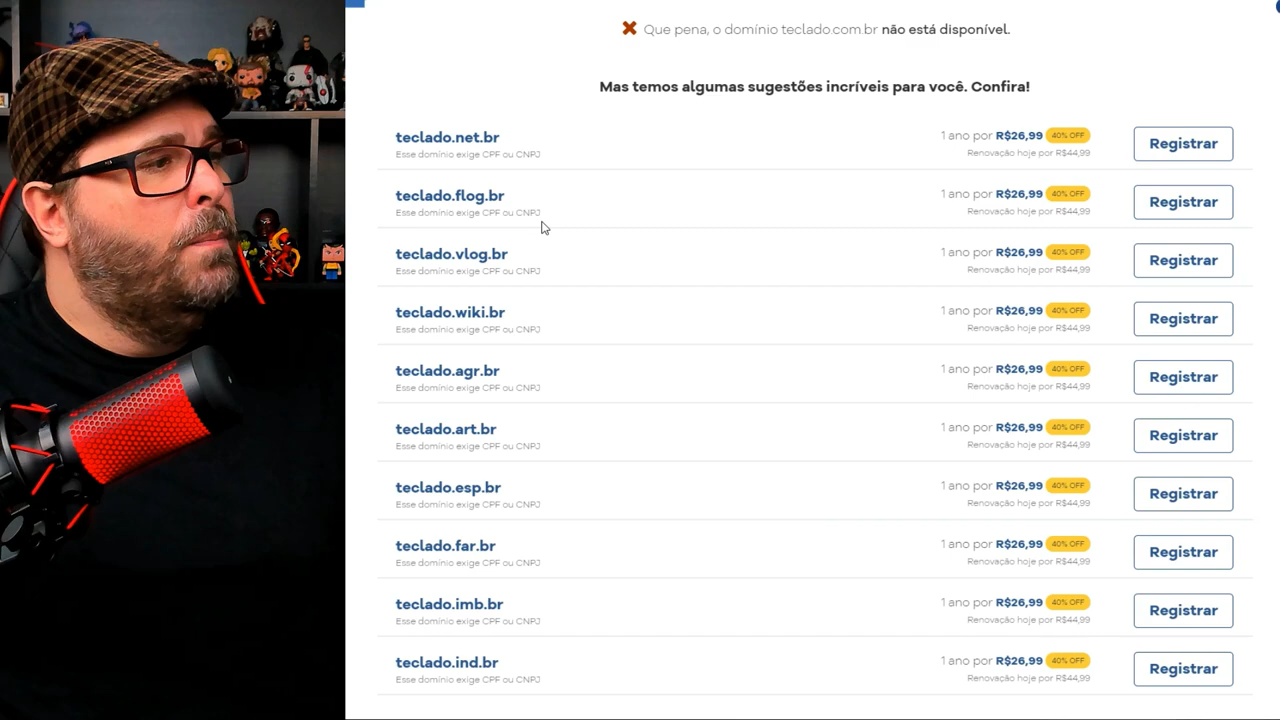 Que pena, o domínio teclado.com.br não está disponível.
Mas temos algumas sugestões incríveis para você. Confira!
teclado.net.br
Esse domínio exige CPF ou CNPJ
1 ano por R$26,99 40% OFF
Renovação hoje por R$44,99
Registrar
teclado.flog.br
Esse domínio exige CPF ou CNPJ
1 ano por R$26,99 40% OFF
Renovação hoje por R$44,99
Registrar
teclado.vlog.br
Esse domínio exige CPF ou CNPJ
1 ano por R$26,99 40% OFF
Renovação hoje por R$44,99
Registrar
teclado.wiki.br
Esse domínio exige CPF ou CNPJ
1 ano por R$26,99 40% OFF
Renovação hoje por R$44,99
Registrar
teclado.agr.br
Esse domínio exige CPF ou CNPJ
1 ano por R$26,99 40% OFF
Renovação hoje por R$44,99
Registrar
teclado.art.br
Esse domínio exige CPF ou CNPJ
1 ano por R$26,99 40% OFF
Renovação hoje por R$44,99
Registrar
teclado.esp.br
Esse domínio exige CPF ou CNPJ
1 ano por R$26,99 40% OFF
Renovação hoje por R$44,99
Registrar
teclado.far.br
Esse domínio exige CPF ou CNPJ
1 ano por R$26,99 40% OFF
Renovação hoje por R$44,99
Registrar
teclado.imb.br
Esse domínio exige CPF ou CNPJ
1 ano por R$26,99 40% OFF
Renovação hoje por R$44,99
Registrar
teclado.ind.br
Esse domínio exige CPF ou CNPJ
1 ano por R$26,99 40% OFF
Renovação hoje por R$44,99
Registrar